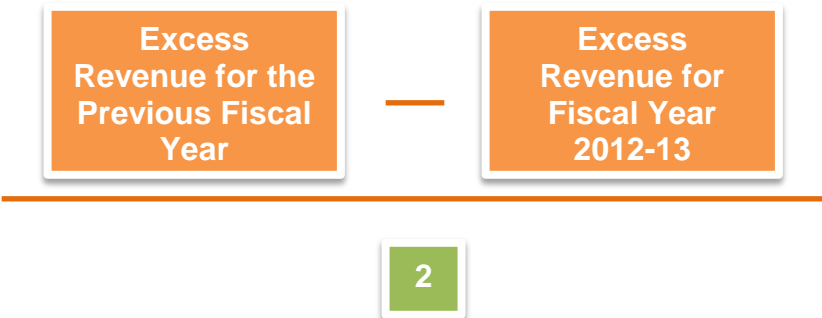 Excess
Revenue for the
Previous Fiscal
Year
—
Excess
Revenue for
Fiscal Year
2012-13
2